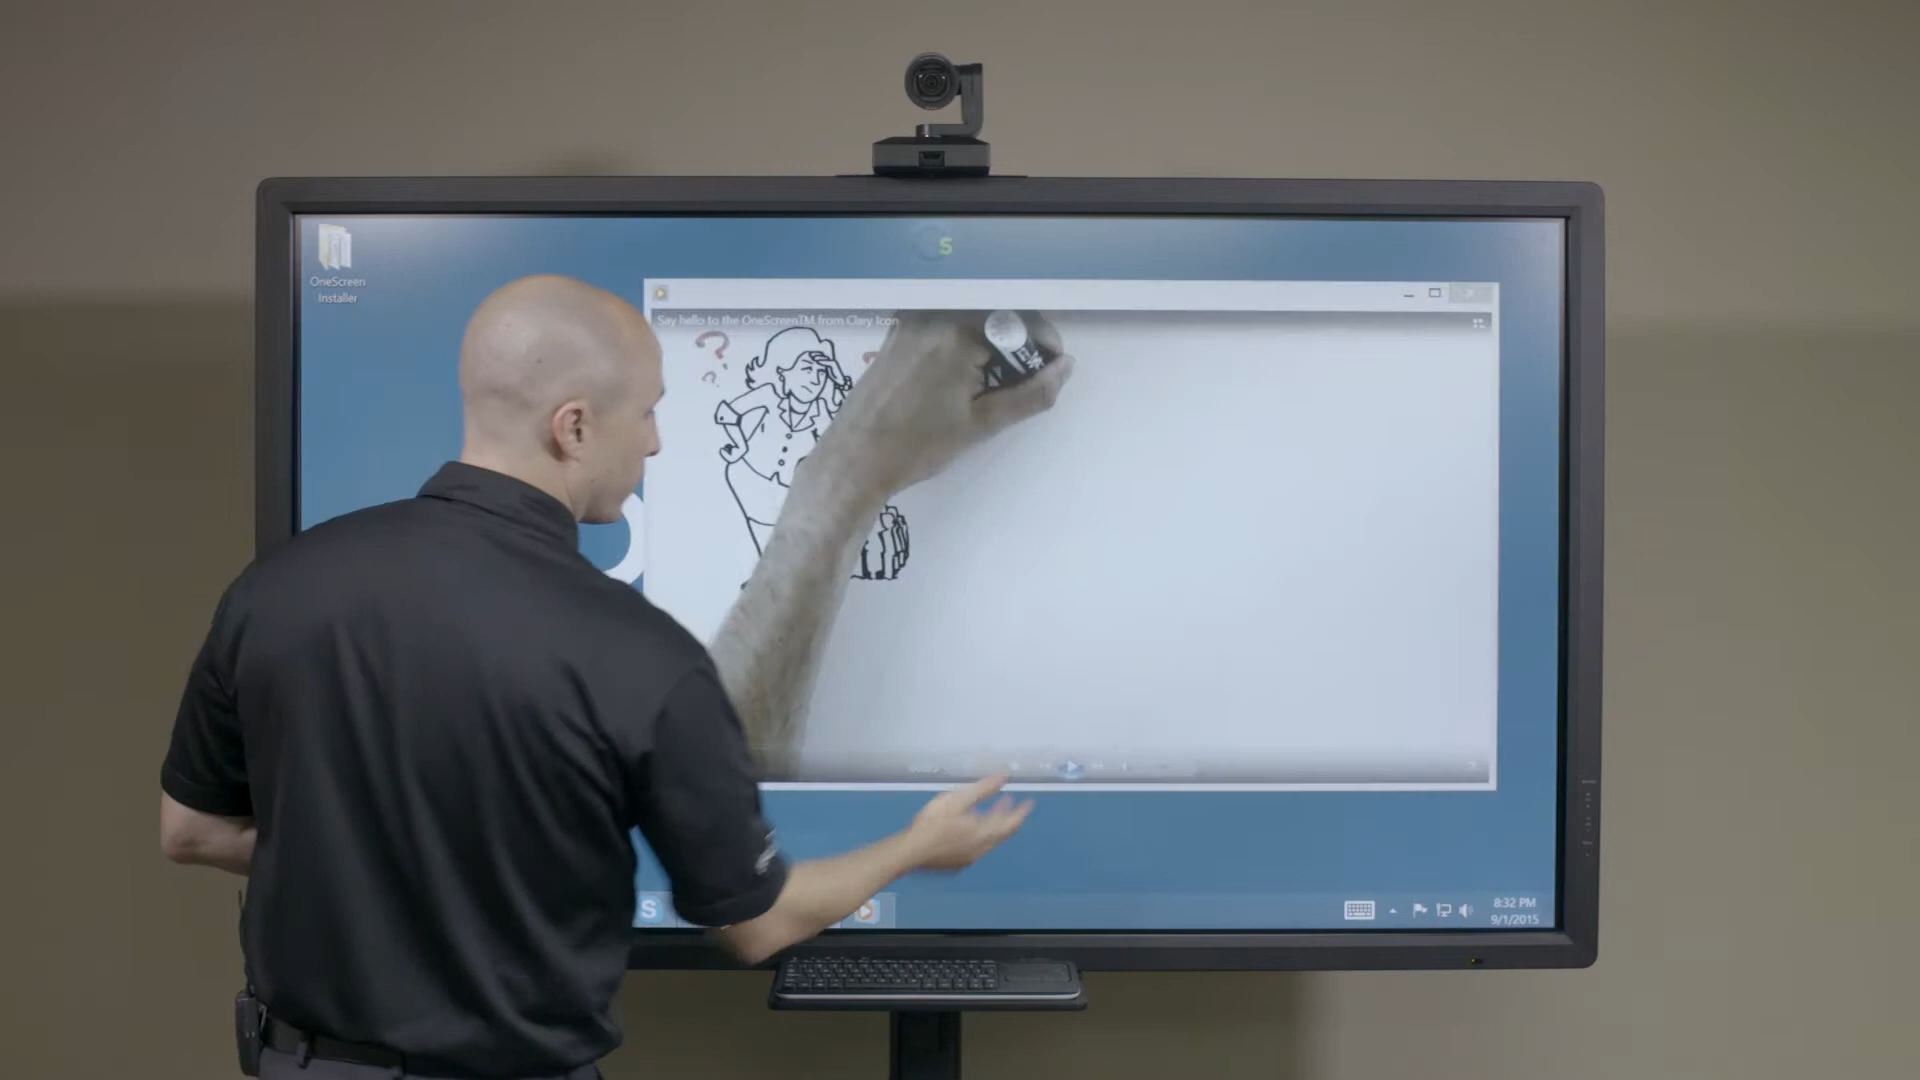 S
OneScreen
Installer
Say hello to the OneScreenTM from Clary Icon
S
8:32 PM
9/1/2015